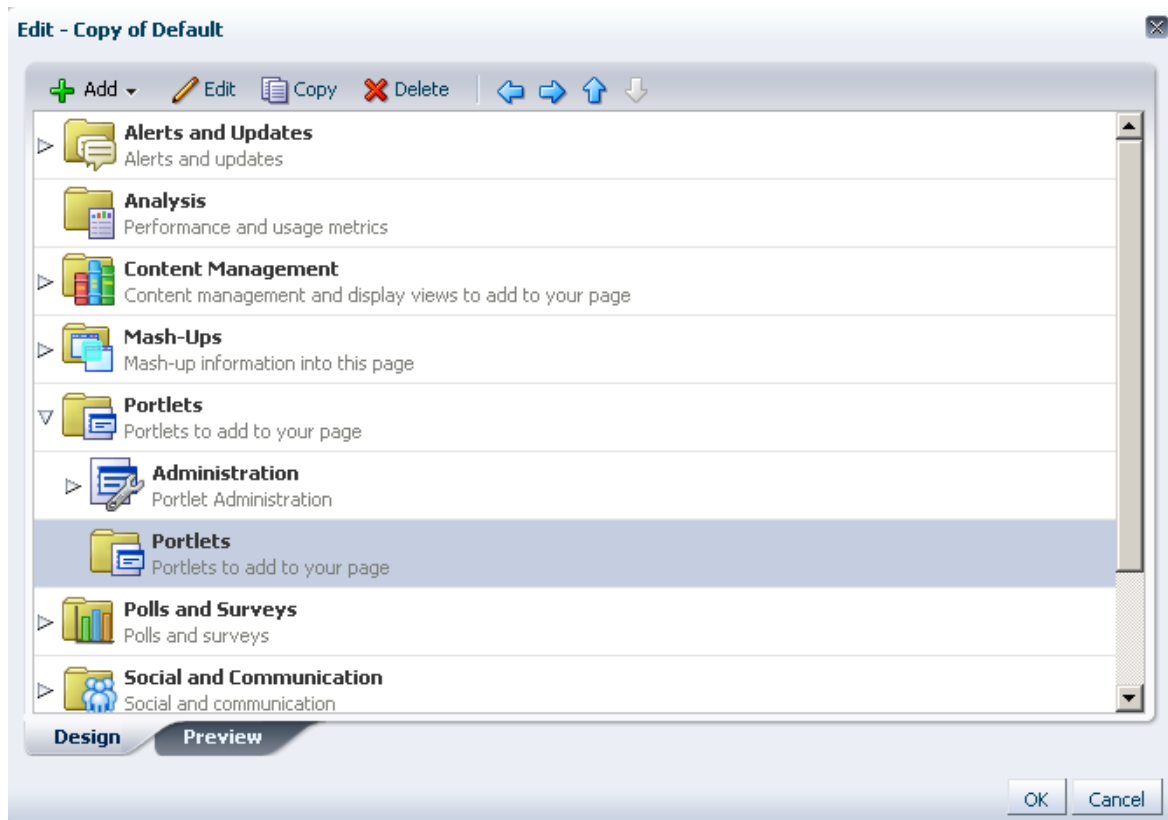 Edit - Copy of Default
Add Edit Copy Delete
Alerts and Updates
Alerts and updates
Analysis
Performance and usage metrics
Content Management
Content management and display views to add to your page
Mash-Ups
Mash-up information into this page
Portlets
Portlets to add to your page
Administration
Portlet Administration
Portlets
Portlets to add to your page
Polls and Surveys
Polls and surveys
Social and Communication
Social and communication
Design Preview
OK Cancel